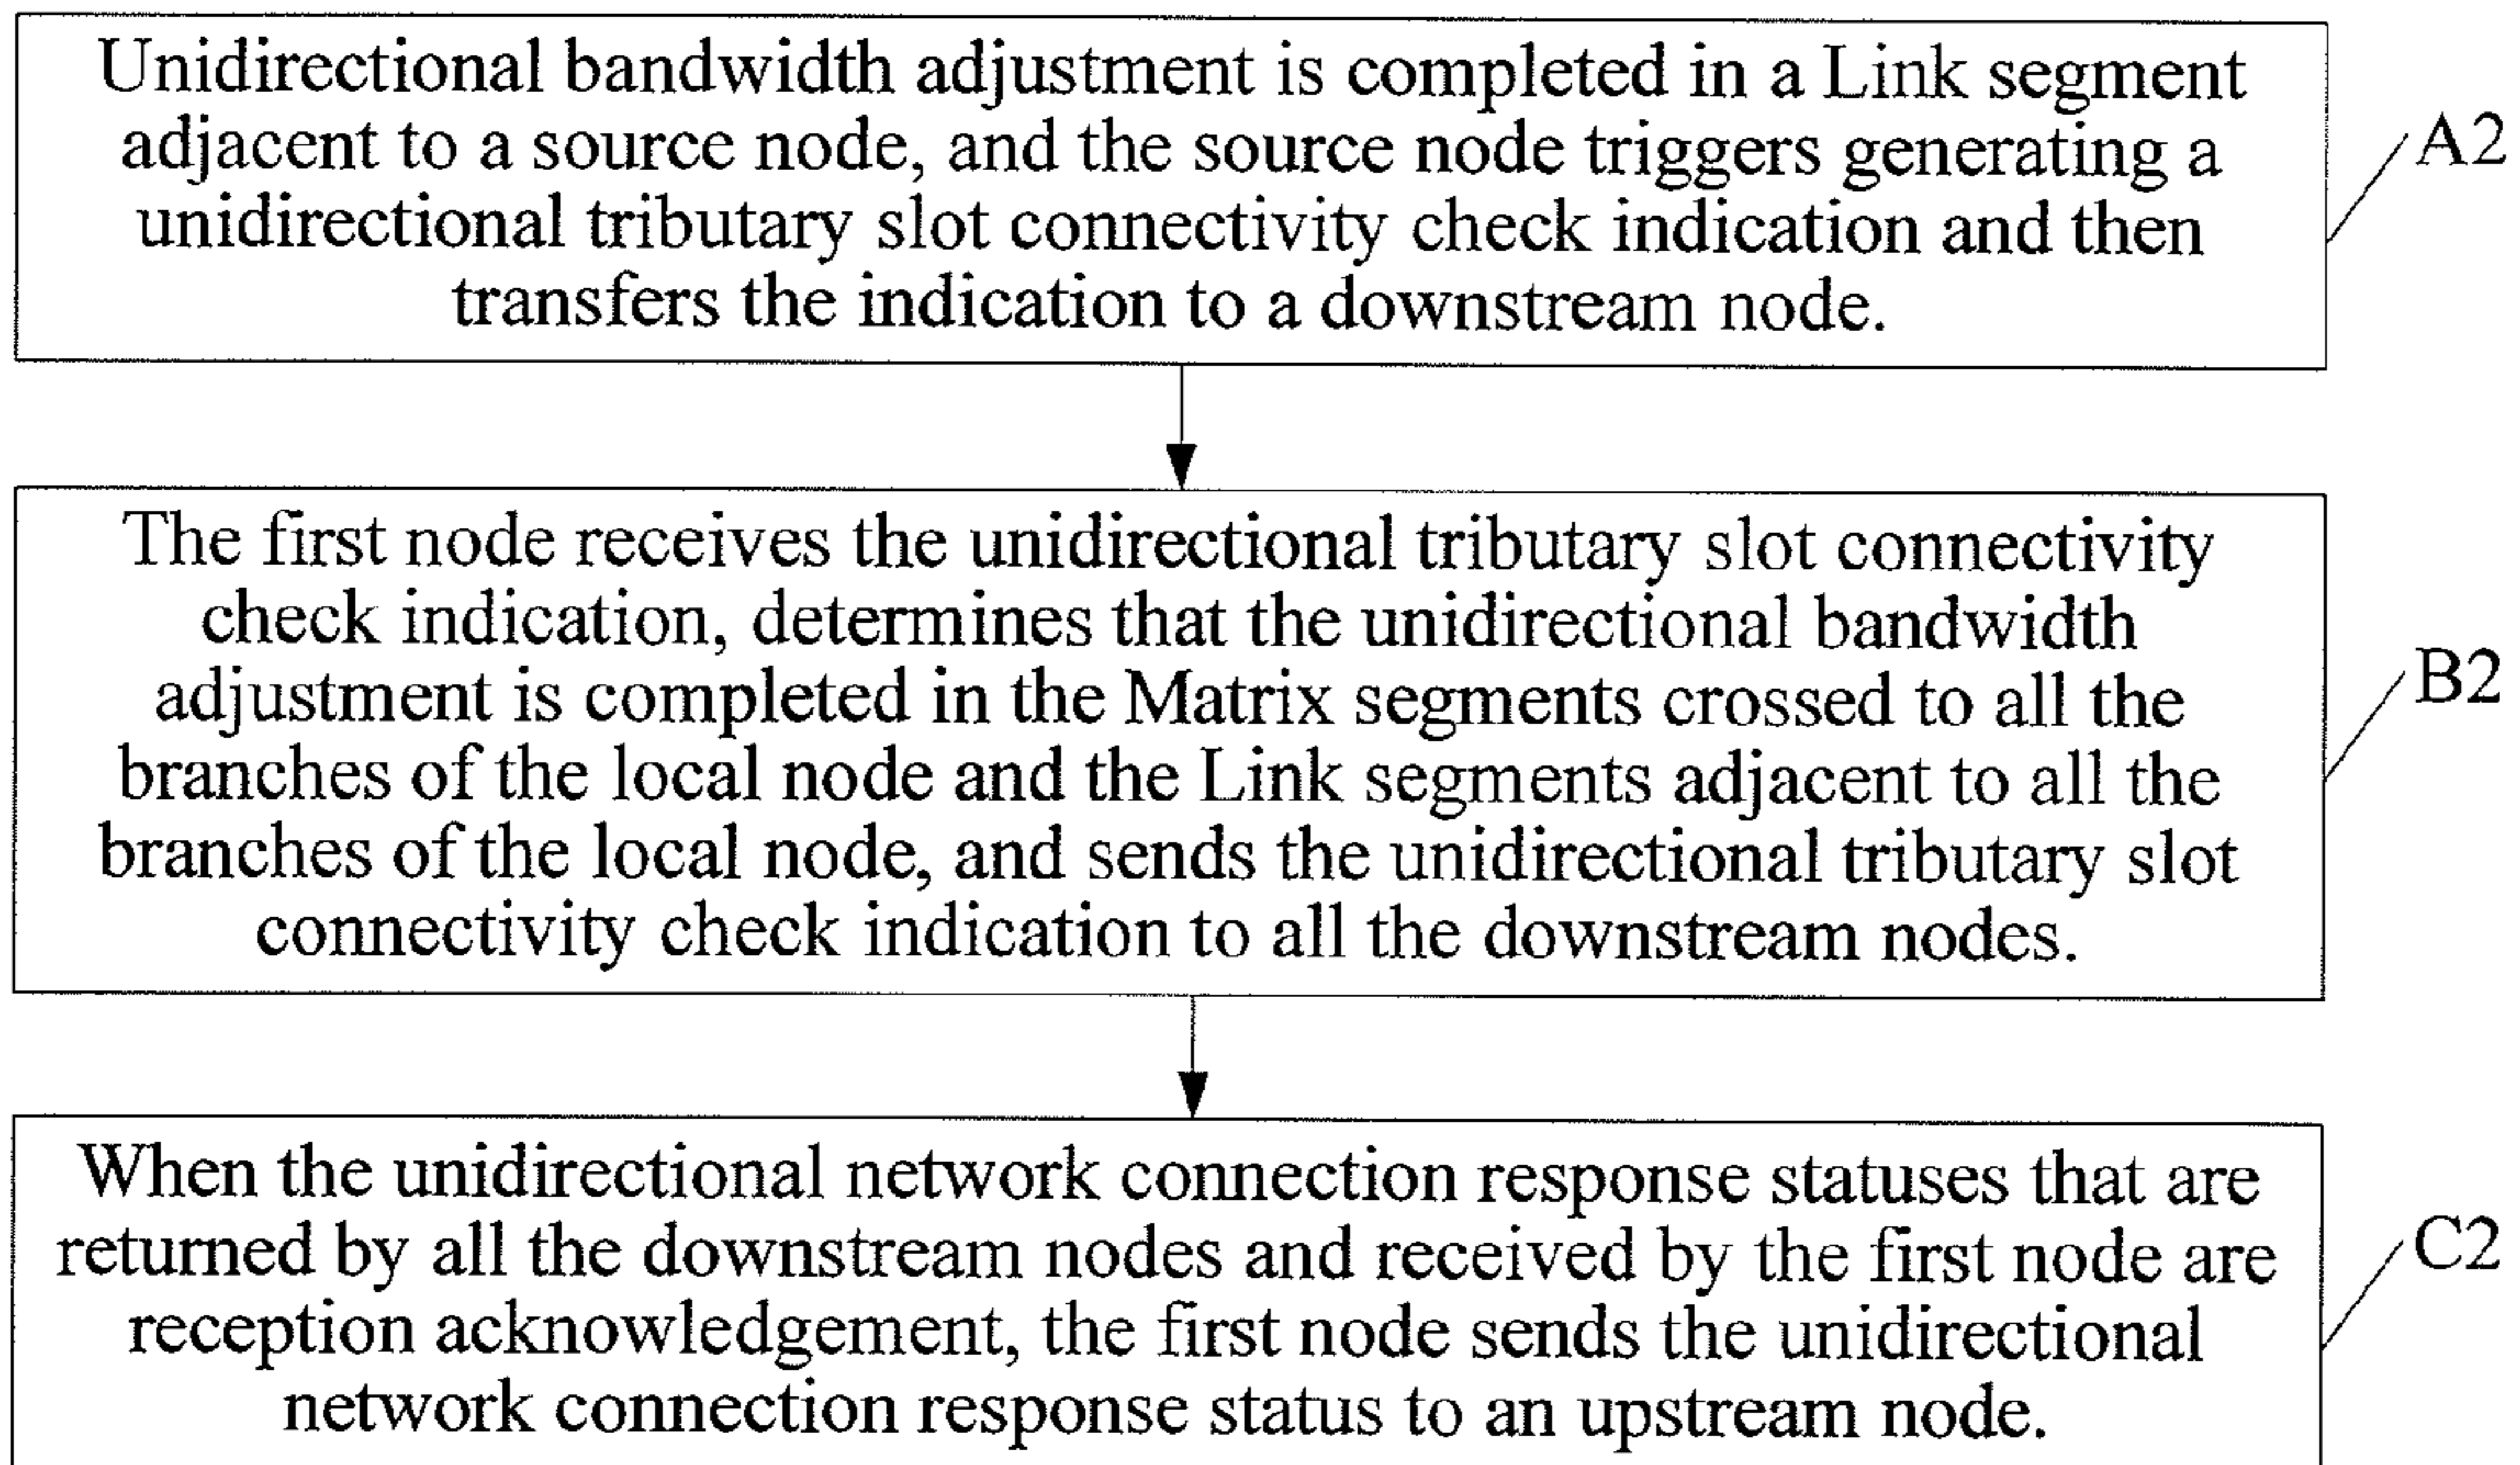 Unidirectional bandwidth adjustment is completed in a Link segment
adjacent to a source node, and the source node triggers generating a
unidirectional tributary slot connectivity check indication and then
transfers the indication to a downstream node.
A2
The first node receives the unidirectional tributary slot connectivity
check indication, determines that the unidirectional bandwidth
adjustment is completed in the Matrix segments crossed to all the
branches of the local node and the Link segments adjacent to all the
branches of the local node, and sends the unidirectional tributary slot
connectivity check indication to all the downstream nodes.
B2
When the unidirectional network connection response statuses that are
returned by all the downstream nodes and received by the first node are
reception acknowledgement, the first node sends the unidirectional
network connection response status to an upstream node.
C2